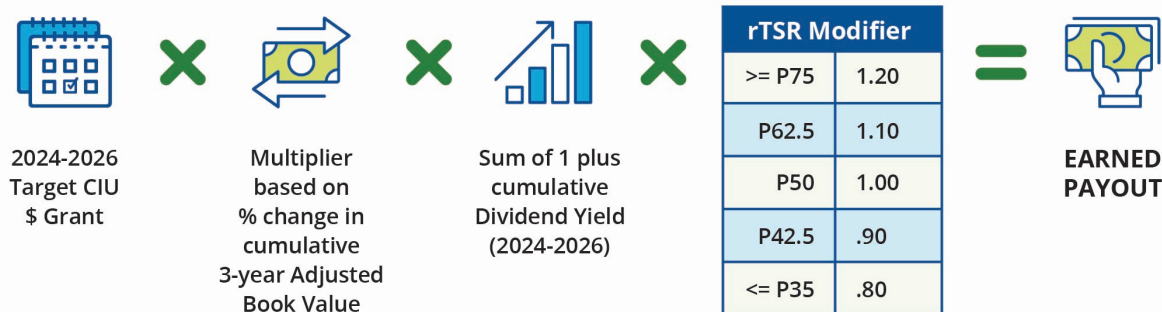 2024-2026
Target CIU
$ Grant
Multiplier
based on
% change in
cumulative
3-year Adjusted
Book Value
Sum of 1 plus
cumulative
Dividend Yield
(2024-2026)
rTSR Modifier
>= P75 1.20
P62.5 1.10
P50 1.00
P42.5 .90
<= P35 .80
=
EARNED
PAYOUT